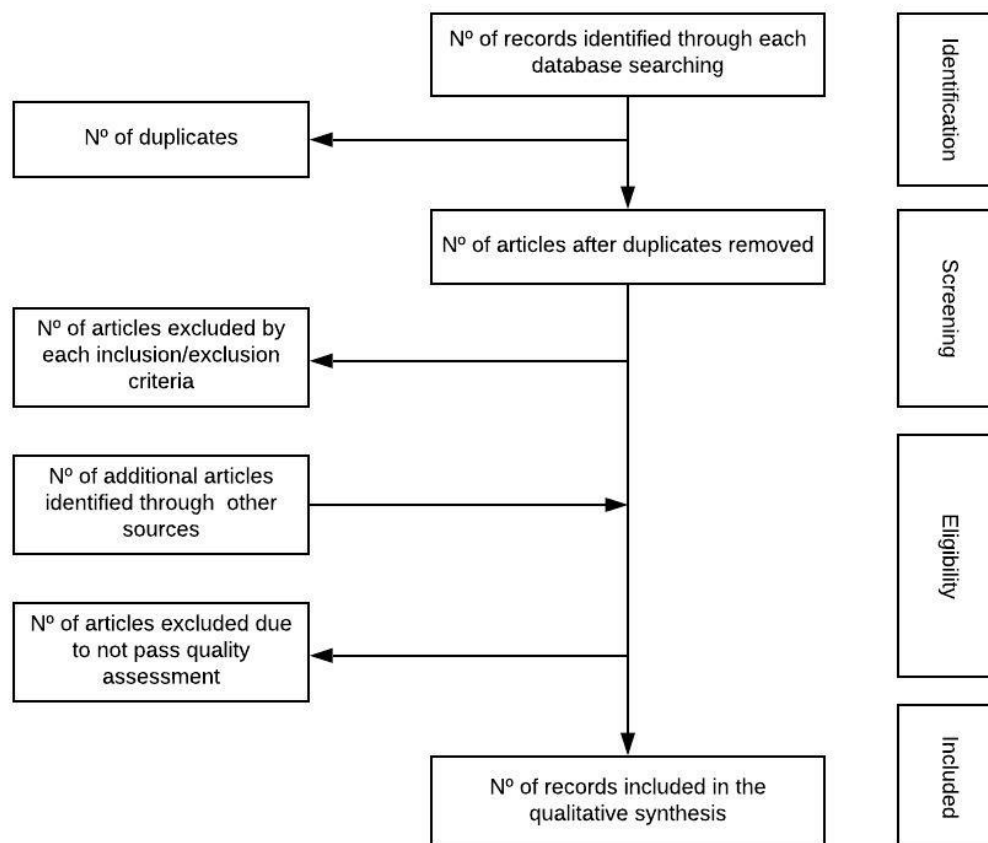 Nº of records identified through each
database searching
Identification
Nº of duplicates
Nº of articles after duplicates removed
Screening
Nº of articles excluded by
each inclusion/exclusion
criteria
Nº of additional articles
identified through  other
sources
Eligibility
Nº of articles excluded due
to not pass quality
assessment
Nº of records included in the
qualitative synthesis
Included